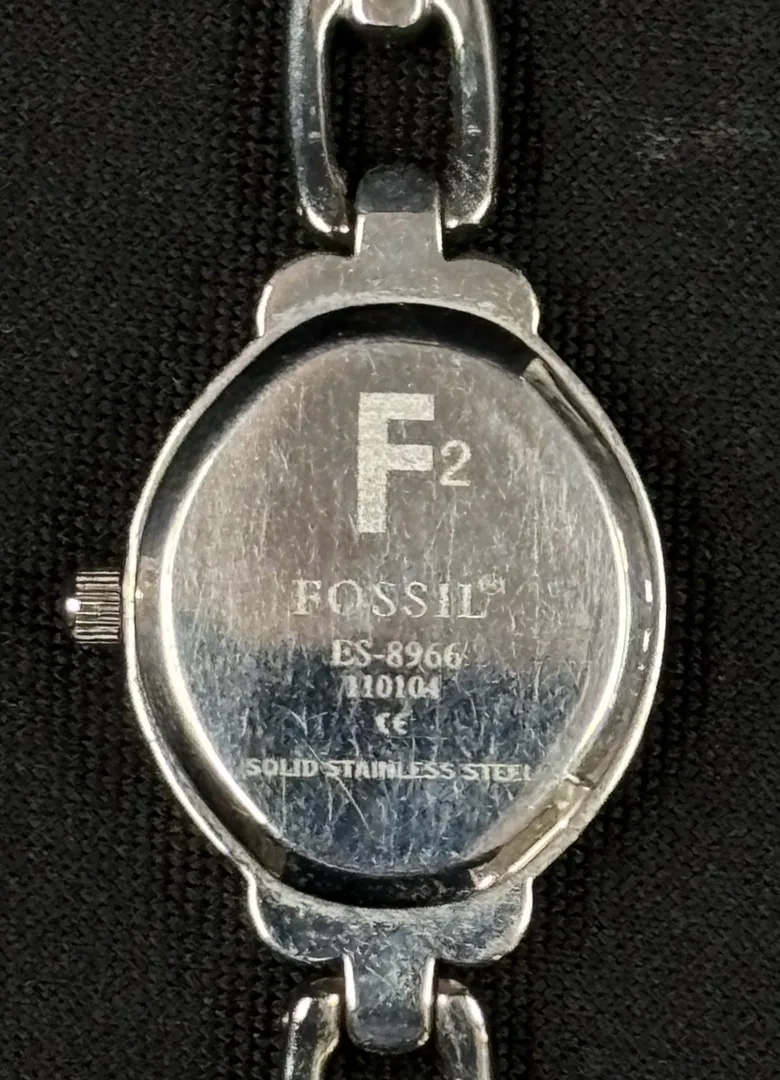 F2
FOSSIL®
ES-8966
110104
CE
SOLID STAINLESS STEEL